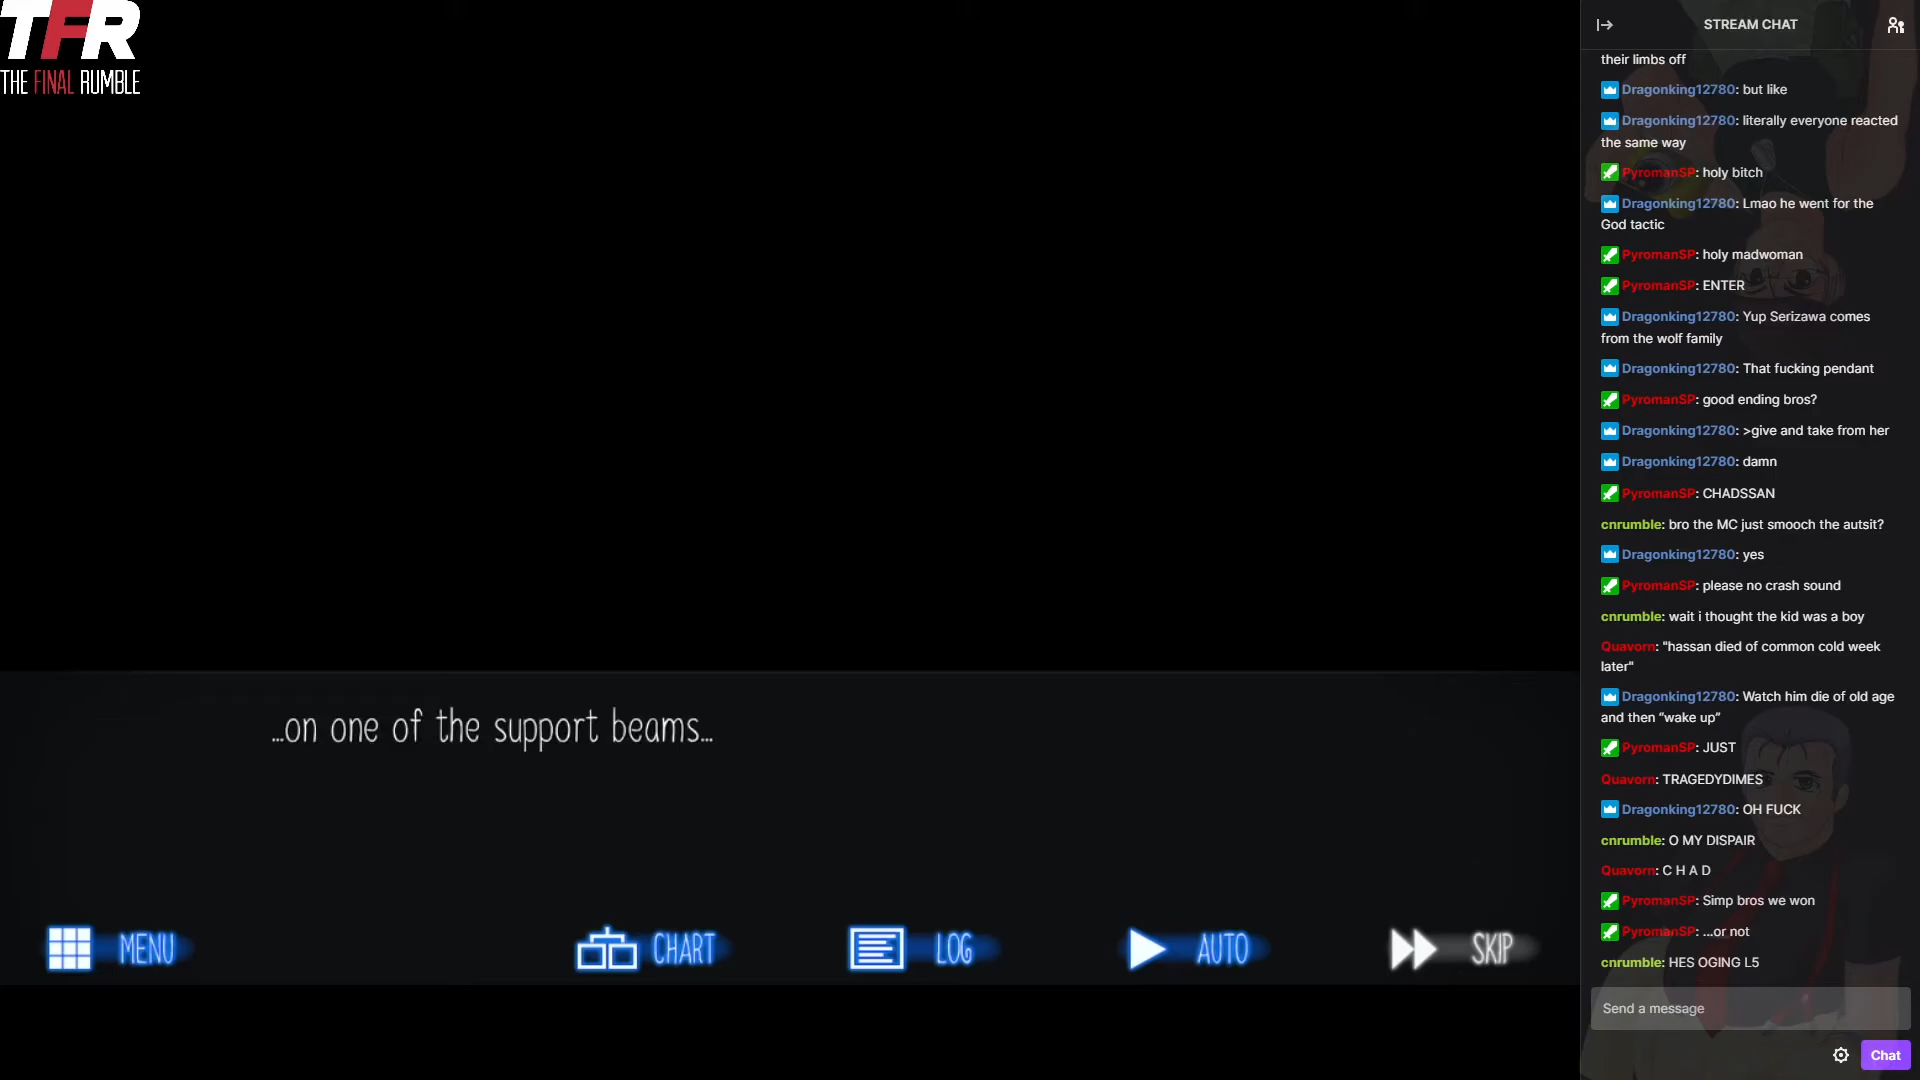 TFR
THE FINAL RUMBLE
...on one of the support beams...
MENU
CHART
LOG
AUTO
SKIP
STREAM CHAT
their limbs off
Dragonking12780: but like
Dragonking12780: literally everyone reacted
the same way
PyromanSP: holy bitch
Dragonking12780: Lmao he went for the
God tactic
PyromanSP: holy madwoman
PyromanSP: ENTER
Dragonking12780: Yup Serizawa comes
from the wolf family
Dragonking12780: That fucking pendant
PyromanSP: good ending bros?
Dragonking12780: >give and take from her
Dragonking12780: damn
PyromanSP: CHADSSAN
cnrumble: bro the MC just smooch the autsit?
Dragonking12780: yes
PyromanSP: please no crash sound
cnrumble: wait i thought the kid was a boy
Quavorn: "hassan died of common cold week
later"
Dragonking12780: Watch him die of old age
and then “wake up”
PyromanSP: JUST
Quavorn: TRAGEDYDIMES
Dragonking12780: OH FUCK
cnrumble: O MY DISPAIR
Quavorn: C H A D
PyromanSP: Simp bros we won
PyromanSP: ...or not
cnrumble: HES OGING L5
Send a message
Chat